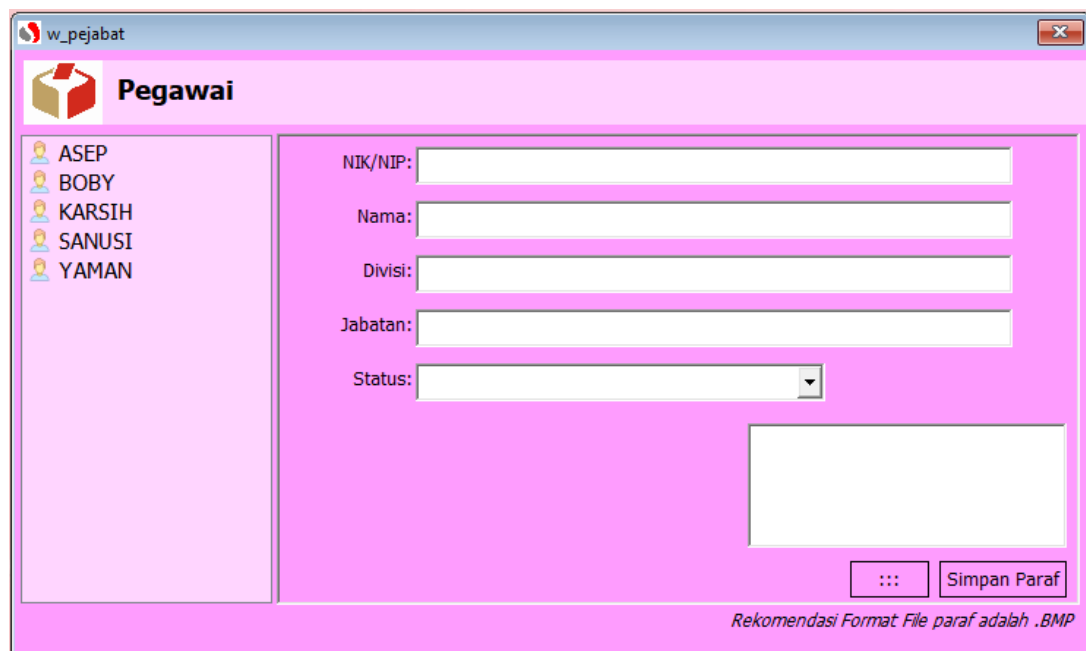 w_pejabat
Pegawai
ASEP
BOBY
KARSIH
SANUSI
YAMAN
NIK/NIP:
Nama:
Divisi:
Jabatan:
Status:
:::
Simpan Paraf
Rekomendasi Format File paraf adalah .BMP